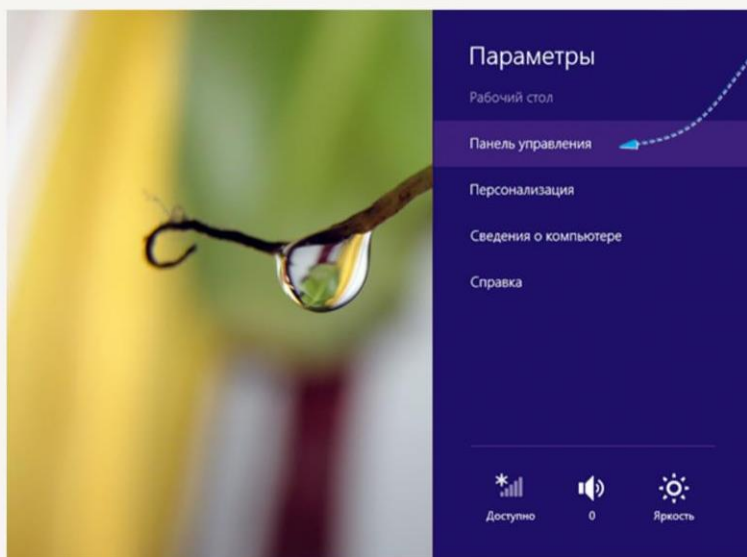 Параметры
Рабочий стол
Панель управления
Персонализация
Сведения о компьютере
Справка
Доступно
0
Яркость